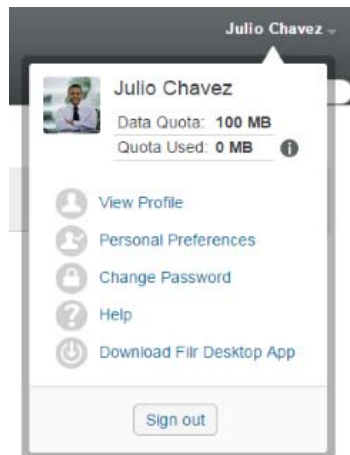 Julio Chavez
Julio Chavez
Data Quota: 100 MB
Quota Used: 0 MB
View Profile
Personal Preferences
Change Password
Help
Download Filr Desktop App
Sign out